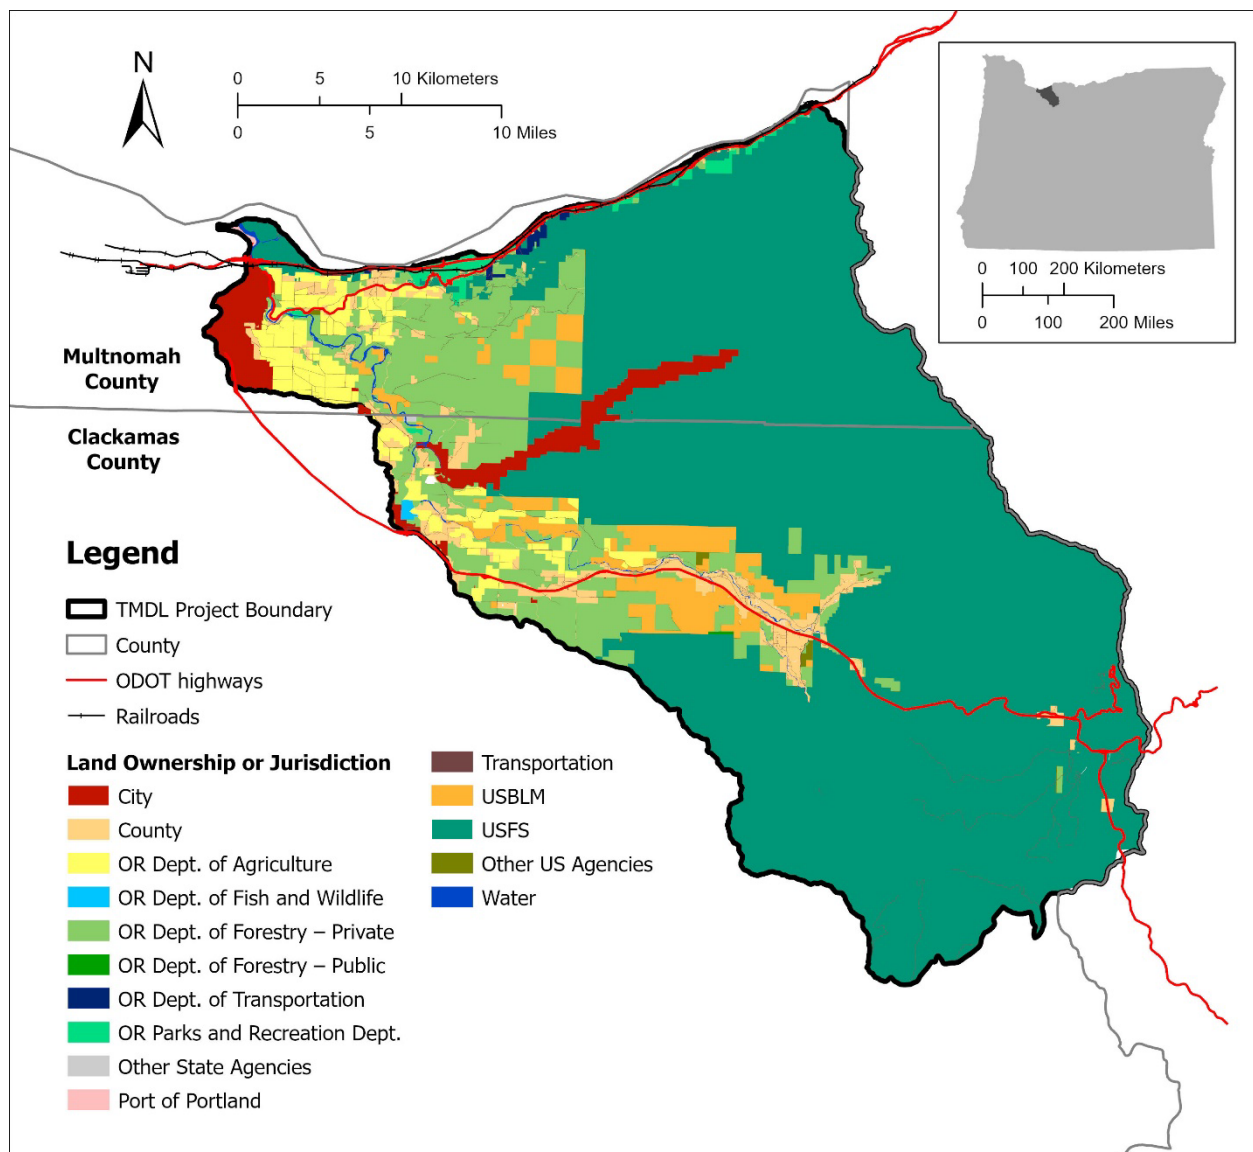 N
0 5 10 Kilometers
0 5 10 Miles
0 100 200 Kilometers
0 100 200 Miles
Multnomah
County
Clackamas
County
Legend
TMDL Project Boundary
County
ODOT highways
Railroads
Land Ownership or Jurisdiction
City
County
OR Dept. of Agriculture
OR Dept. of Fish and Wildlife
OR Dept. of Forestry – Private
OR Dept. of Forestry – Public
OR Dept. of Transportation
OR Parks and Recreation Dept.
Other State Agencies
Port of Portland
Transportation
USBLM
USFS
Other US Agencies
Water